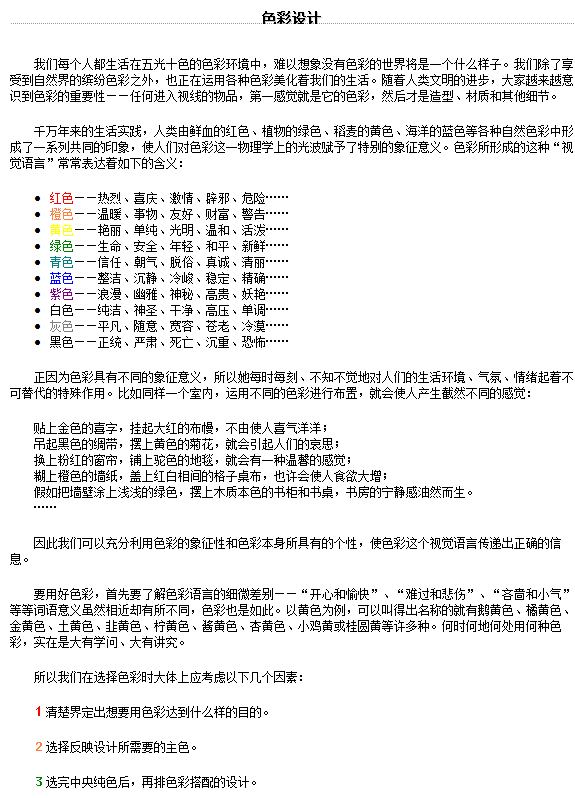 色彩设计
我们每个人都生活在五光十色的色彩环境中，难以想象没有色彩的世界将是一个什么样子。我们除了享
受到自然界的缤纷色彩之外，也正在运用各种色彩美化着我们的生活。随着人类文明的进步，大家越来越意
识到色彩的重要性——任何进入视线的物品，第一感觉就是它的色彩，然后才是造型、材质和其他细节。
千万年来的生活实践，人类由鲜血的红色、植物的绿色、稻麦的黄色、海洋的蓝色等各种自然色彩中形
成了一系列共同的印象，使人们对色彩这一物理学上的光波赋予了特别的象征意义。色彩所形成的这种“视
觉语言”常常表达着如下的含义：
● 红色——热烈、喜庆、激情、辟邪、危险……
● 橙色——温暖、事物、友好、财富、警告……
● 黄色——艳丽、单纯、光明、温和、活泼……
● 绿色——生命、安全、年轻、和平、新鲜……
● 青色——信任、朝气、脱俗、真诚、清丽……
● 蓝色——整洁、沉静、冷峻、稳定、精确……
● 紫色——浪漫、幽雅、神秘、高贵、妖艳……
● 白色——纯洁、神圣、干净、高压、单调……
● 灰色——平凡、随意、宽容、苍老、冷漠……
● 黑色——正统、严肃、死亡、沉重、恐怖……
正因为色彩具有不同的象征意义，所以她每时每刻、不知不觉地对人们的生活环境、气氛、情绪起着不
可替代的特殊作用。比如同样一个室内，运用不同的色彩进行布置，就会使人产生截然不同的感觉：
贴上金色的喜字，挂起大红的布幔，不由使人喜气洋洋；
吊起黑色的绸带，摆上黄色的菊花，就会引起人们的哀思；
换上粉红的窗帘，铺上驼色的地毯，就会有一种温馨的感觉；
糊上橙色的墙纸，盖上红白相间的格子桌布，也许会使人食欲大增；
假如把墙壁涂上浅浅的绿色，摆上木质本色的书柜和书桌，书房的宁静感油然而生。
……
因此我们可以充分利用色彩的象征性和色彩本身所具有的个性，使色彩这个视觉语言传递出正确的信
息。
要用好色彩，首先要了解色彩语言的细微差别——“开心和愉快”、“难过和悲伤”、“吝啬和小气”
等等词语意义虽然相近却有所不同，色彩也是如此。以黄色为例，可以叫得出名称的就有鹅黄色、橘黄色、
金黄色、土黄色、韭黄色、柠黄色、酱黄色、杏黄色、小鸡黄或桂圆黄等许多种。何时何地何处用何种色
彩，实在是大有学问、大有讲究。
所以我们在选择色彩时大体上应考虑以下几个因素：
1 清楚界定出想要用色彩达到什么样的目的。
2 选择反映设计所需要的主色。
3 选完中央纯色后，再排色彩搭配的设计。